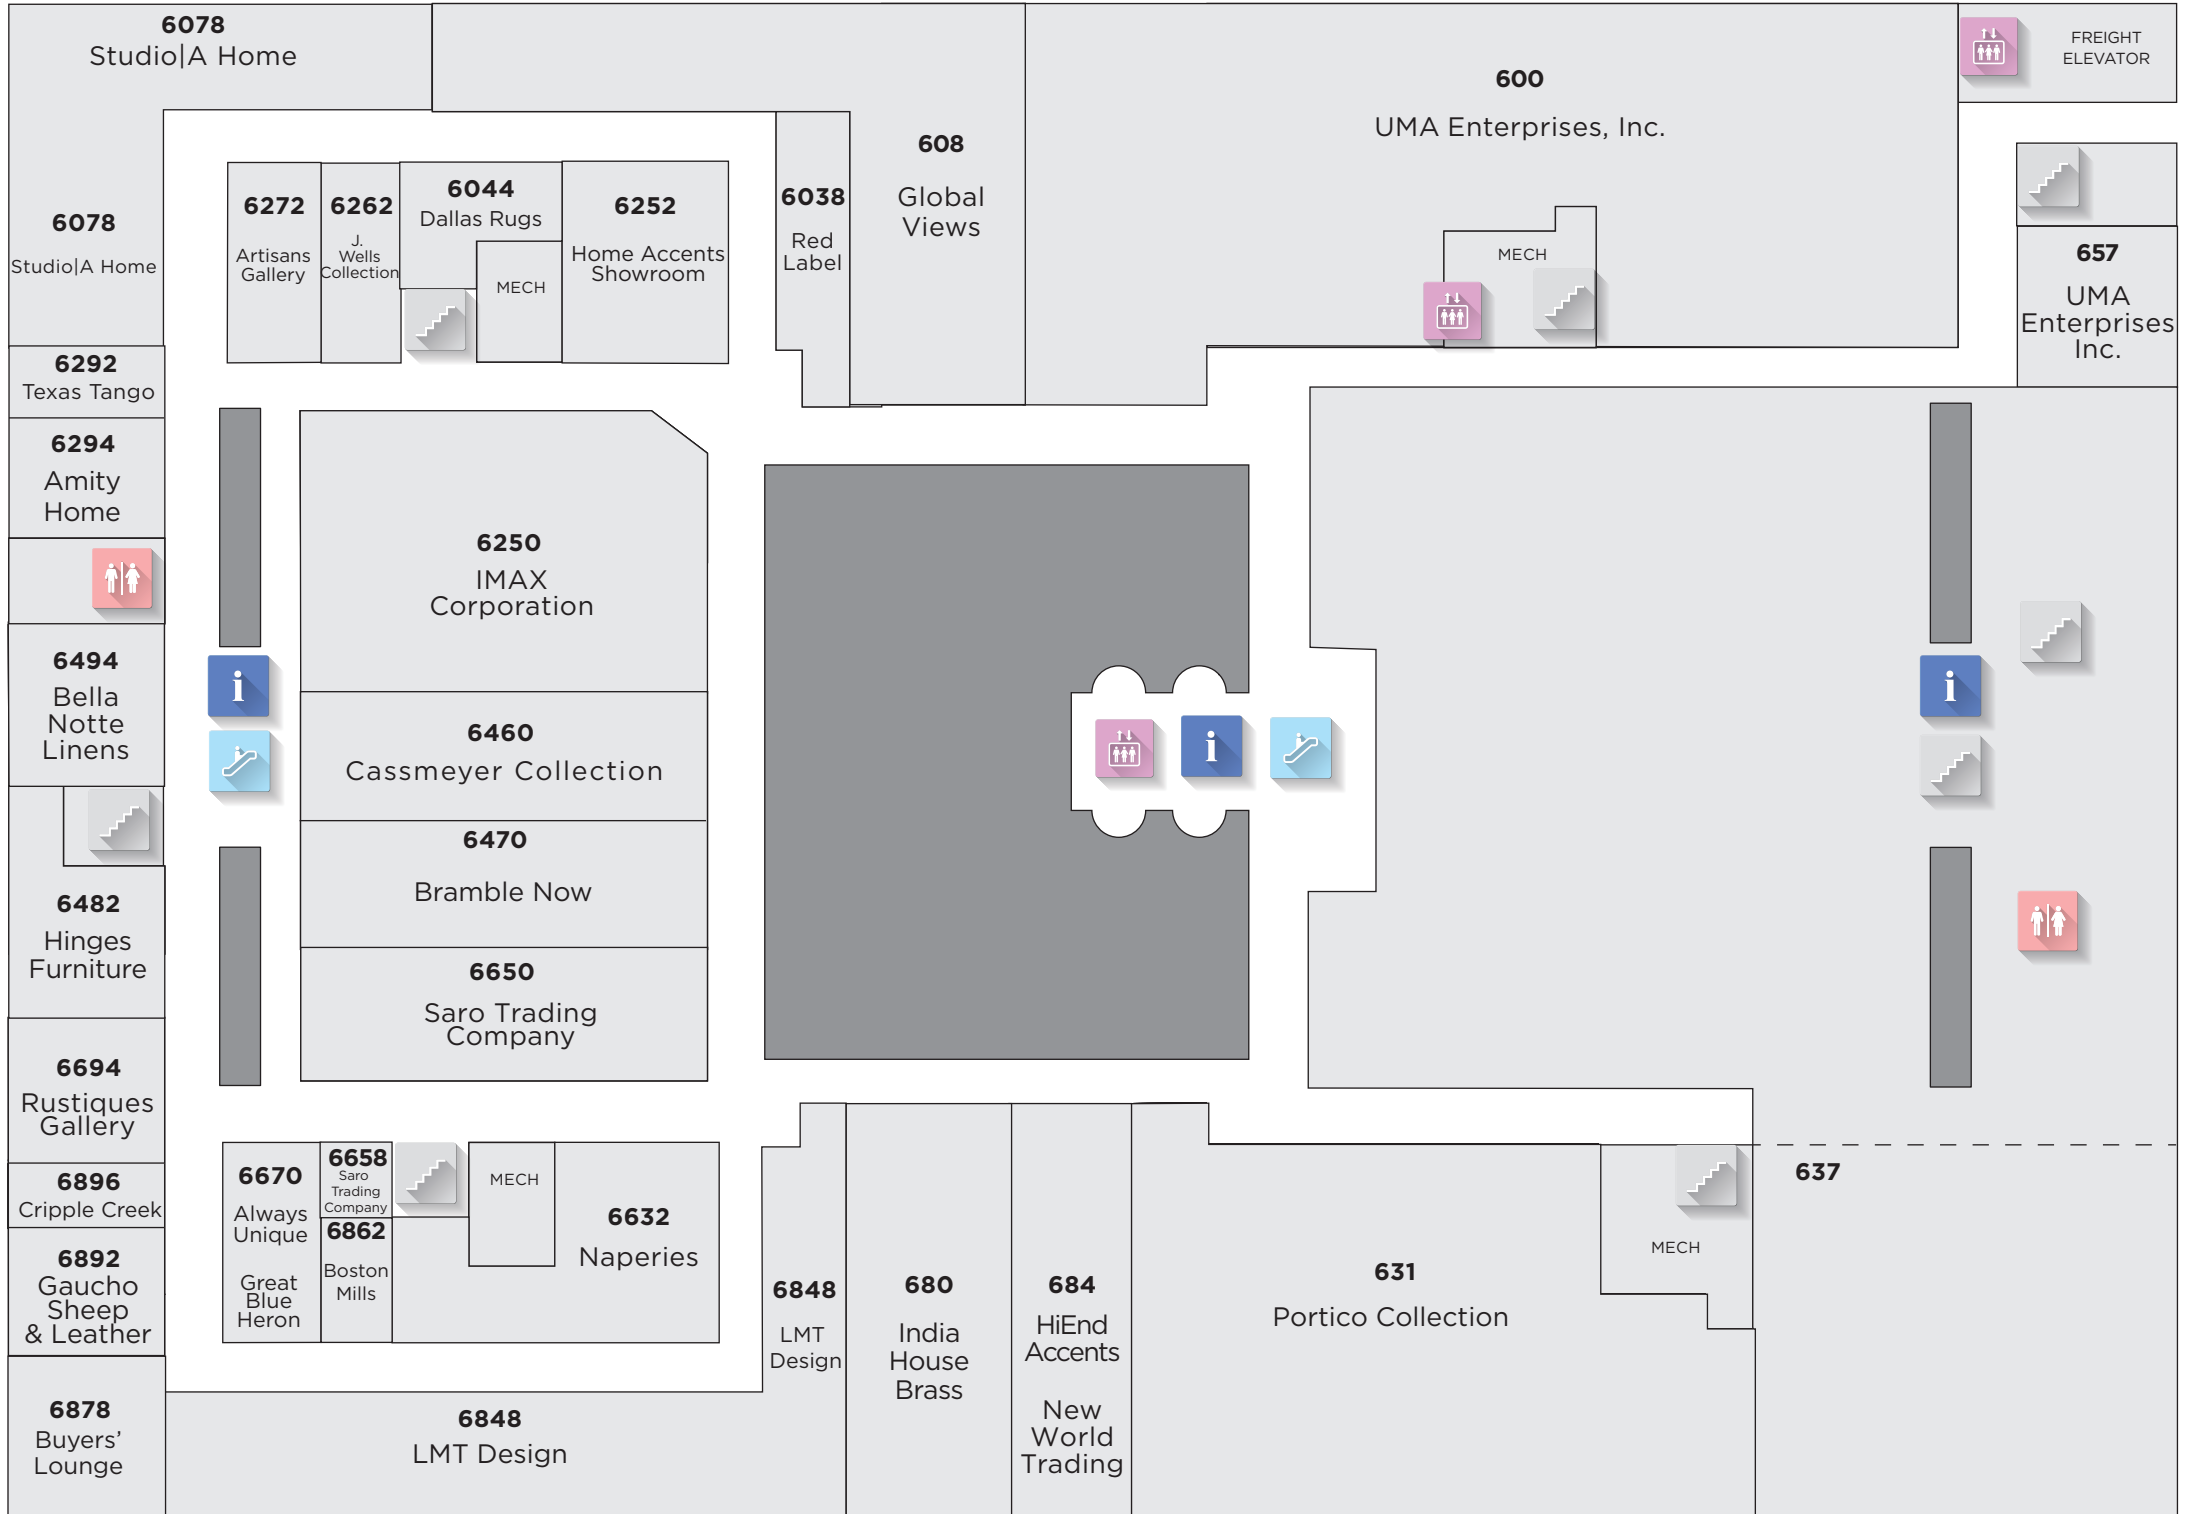 6078
Studio|A Home
600
UMA Enterprises, Inc.
FREIGHT
ELEVATOR
608
Global
Views
6078
Studio|A Home
6272
Artisans
Gallery
6262
J.
Wells
Collection
6044
Dallas Rugs
MECH
6252
Home Accents
Showroom
6038
Red
Label
MECH
657
UMA
Enterprises
Inc.
6292
Texas Tango
6294
Amity
Home
6250
IMAX
Corporation
6494
Bella
Notte
Linens
i
i
i
6460
Cassmeyer Collection
6470
Bramble Now
6482
Hinges
Furniture
6650
Saro Trading
Company
6694
Rustiques
Gallery
6896
Cripple Creek
6892
Gaucho
Sheep
& Leather
6878
Buyers’
Lounge
6670
Always
Unique
Great
Blue
Heron
6658
Saro
Trading
Company
6862
Boston
Mills
MECH
6632
Naperies
6848
LMT
Design
6848
LMT Design
680
India
House
Brass
684
HiEnd
Accents
New
World
Trading
631
Portico Collection
MECH
637